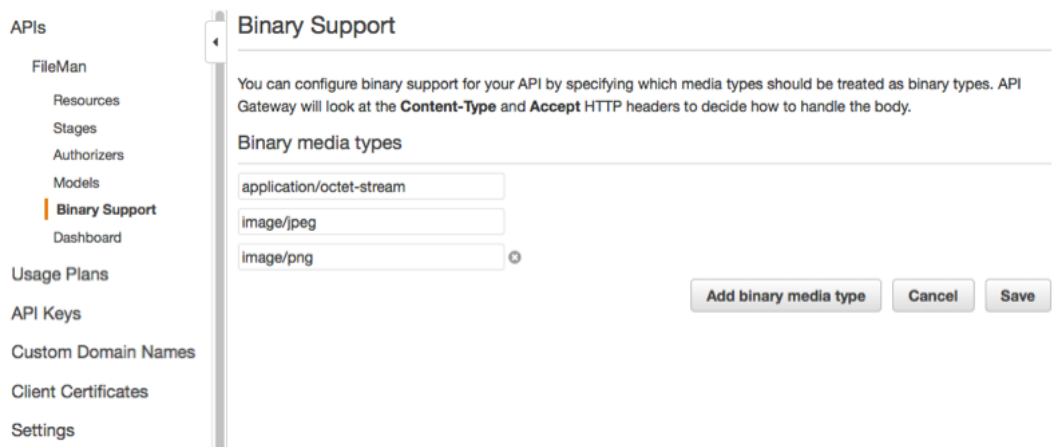 APIs
FileMan
Resources
Stages
Authorizers
Models
Binary Support
Dashboard
Usage Plans
API Keys
Custom Domain Names
Client Certificates
Settings
Binary Support
You can configure binary support for your API by specifying which media types should be treated as binary types. API
Gateway will look at the Content-Type and Accept HTTP headers to decide how to handle the body.
Binary media types
application/octet-stream
image/jpeg
image/png
Add binary media type Cancel Save